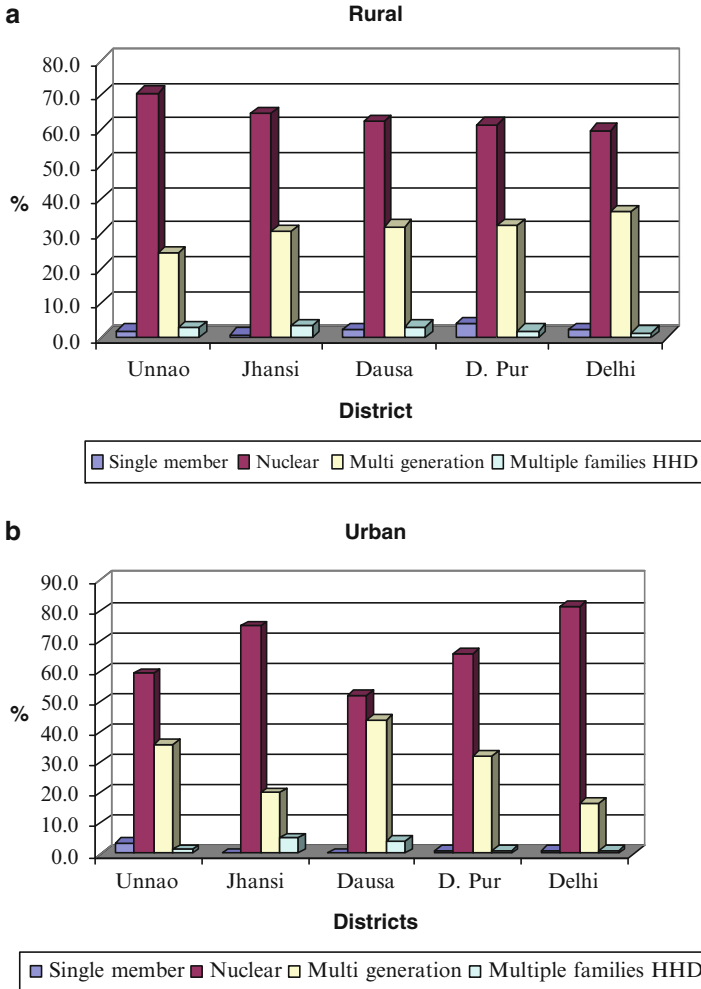 a
Rural
80.0
70.0
60.0
50.0
40.0
30.0
20.0
10.0
0.0
%
Unnao Jhansi Dausa D. Pur Delhi
District
Single member Nuclear Multi generation Multiple families HHD
b
Urban
90.0
80.0
70.0
60.0
50.0
40.0
30.0
20.0
10.0
0.0
%
Unnao Jhansi Dausa D. Pur Delhi
Districts
Single member Nuclear Multi generation Multiple families HHD